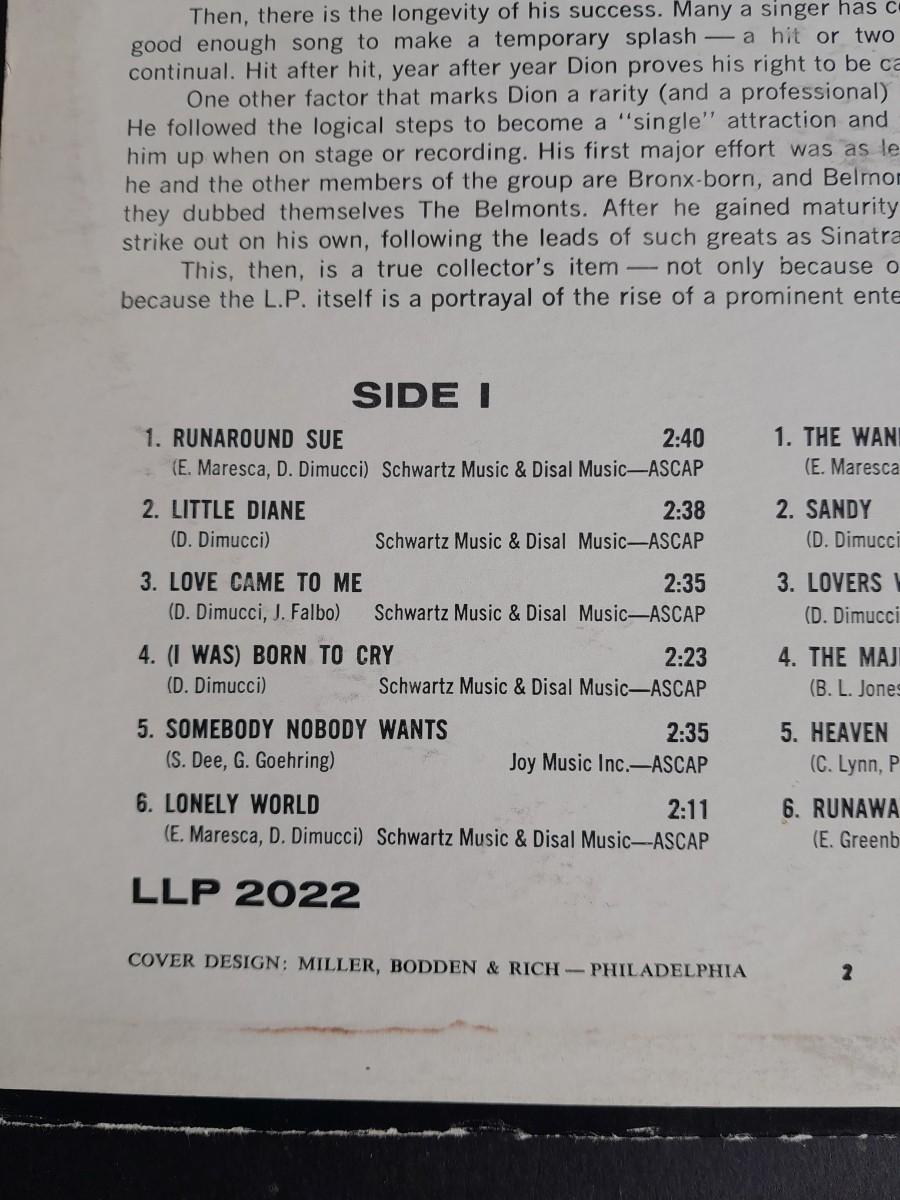 Then, there is the longevity of his success. Many a singer has
good enough song to make a temporary splash — a hit or two
continual. Hit after hit, year after year Dion proves his right to be
One other factor that marks Dion a rarity (and a professional)
He followed the logical steps to become a "single" attraction and
him up when on stage or recording. His first major effort was as
he and the other members of the group are Bronx-born, and
they dubbed themselves The Belmonts. After he gained maturity
strike out on his own, following the leads of such greats as Sinatra
This, then, is a true collector's item — not only because
because the L.P. itself is a portrayal of the rise of a prominent
SIDE I
1. RUNAROUND SUE 2:40
(E. Maresca, D. Dimucci) Schwartz Music & Disal Music—ASCAP
2. LITTLE DIANE 2:38
(D. Dimucci) Schwartz Music & Disal Music—ASCAP
3. LOVE CAME TO ME 2:35
(D. Dimucci, J. Falbo) Schwartz Music & Disal Music—ASCAP
4. (I WAS) BORN TO CRY 2:23
(D. Dimucci) Schwartz Music & Disal Music—ASCAP
5. SOMEBODY NOBODY WANTS 2:35
(S. Dee, G. Goehring) Joy Music Inc.—ASCAP
6. LONELY WORLD 2:11
(E. Maresca, D. Dimucci) Schwartz Music & Disal Music—ASCAP
1. THE
(E. Maresca
2. SANDY
(D. Dimucci
3. LOVERS
(D. Dimucci
4. THE
(B. L.
5. HEAVEN
(C. Lynn,
6.
(E.
LLP 2022
COVER DESIGN: MILLER, BODDEN & RICH — PHILADELPHIA 2